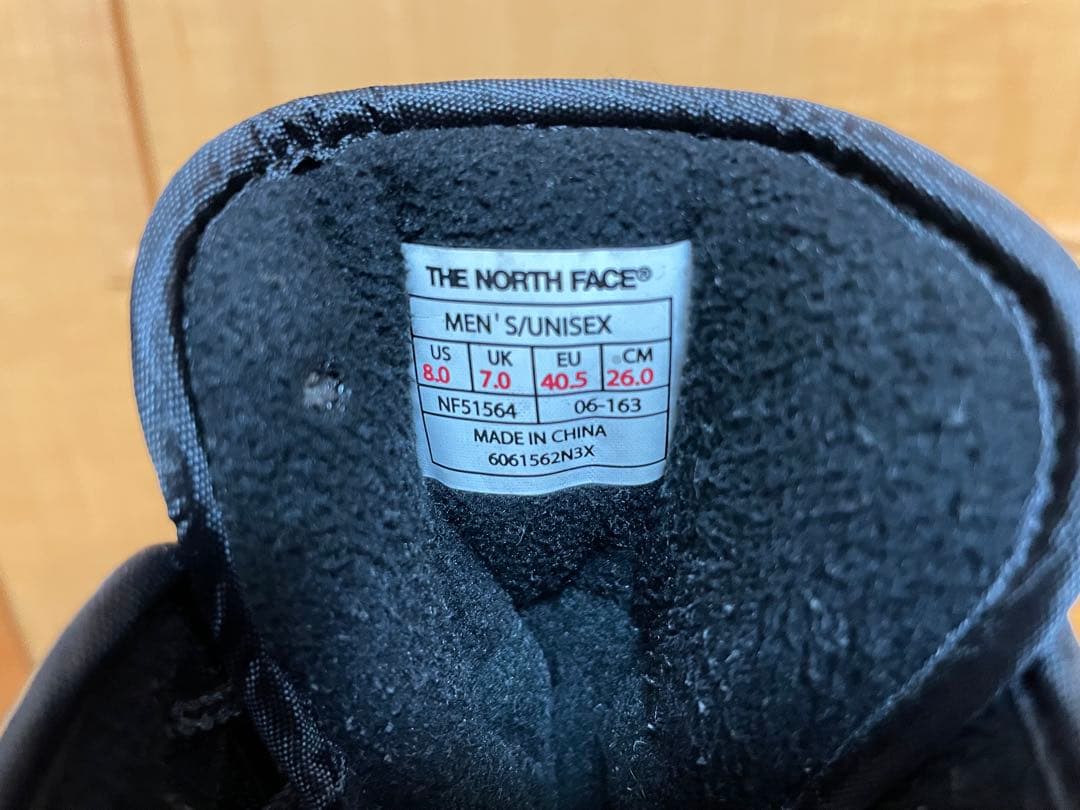 THE NORTH FACE®
MEN'S/UNISEX
US UK EU CM
8.0 7.0 40.5 26.0
NF51564 06-163
MADE IN CHINA
6061562N3X